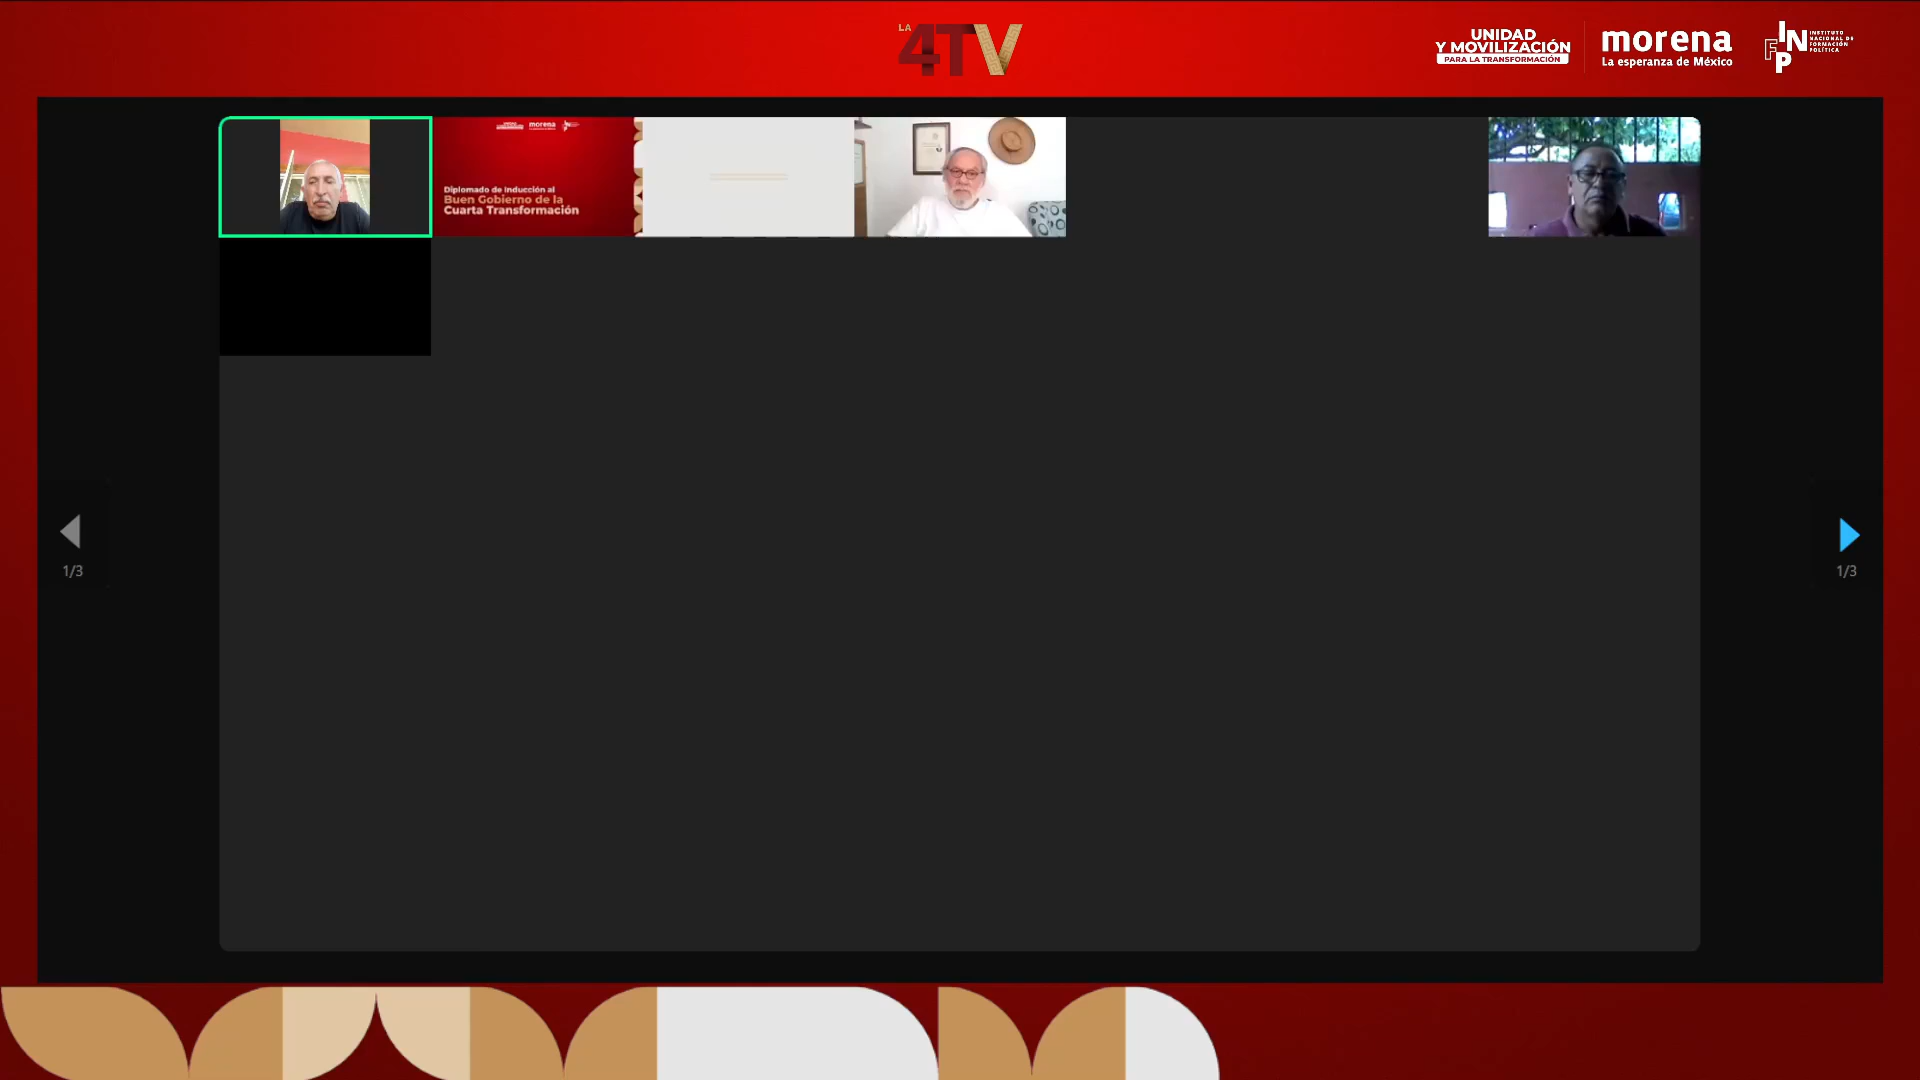 LA
4TV
UNIDAD
Y MOVILIZACIÓN
PARA LA TRANSFORMACIÓN
morena
La esperanza de México
INFP
INSTITUTO
NACIONAL DE
FORMACIÓN
POLÍTICA
morena
Diplomado de Inducción al
Buen Gobierno de la
Cuarta Transformación
1/3
1/3